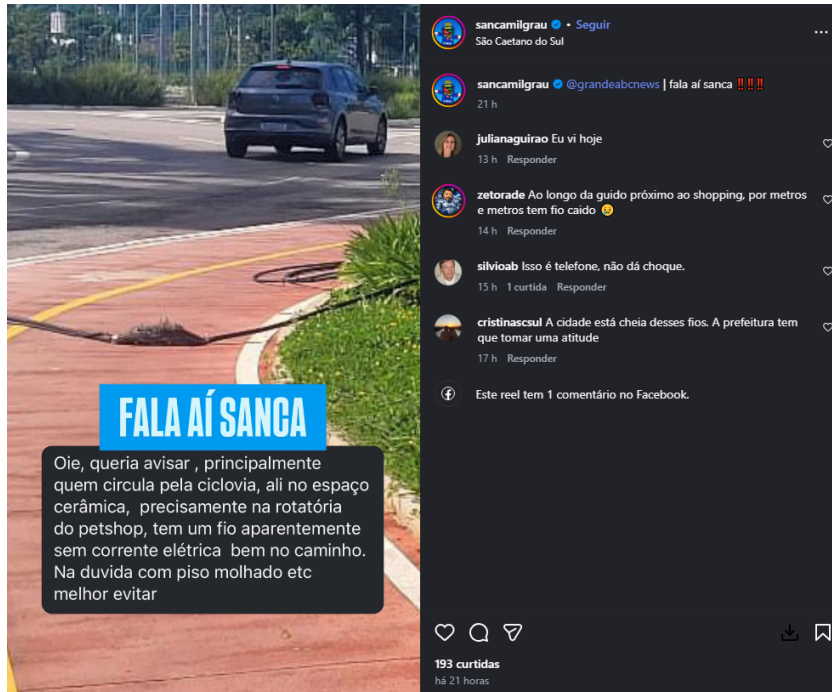 FALA AÍ SANCA
Oie, queria avisar , principalmente
quem circula pela ciclovia, ali no espaço
cerâmica, precisamente na rotatória
do petshop, tem um fio aparentemente
sem corrente elétrica bem no caminho.
Na duvida com piso molhado etc
melhor evitar
sancamilgrau • Seguir
São Caetano do Sul
sancamilgrau @grandeabcnews | fala aí sanca ‼️‼️‼️
21 h
julianaguirao Eu vi hoje
13 h Responder
zetorade Ao longo da guido próximo ao shopping, por metros
e metros tem fio caido 😢
14 h Responder
silvioab Isso é telefone, não dá choque.
15 h 1 curtida Responder
cristinascsul A cidade está cheia desses fios. A prefeitura tem
que tomar uma atitude
17 h Responder
Este reel tem 1 comentário no Facebook.
193 curtidas
há 21 horas